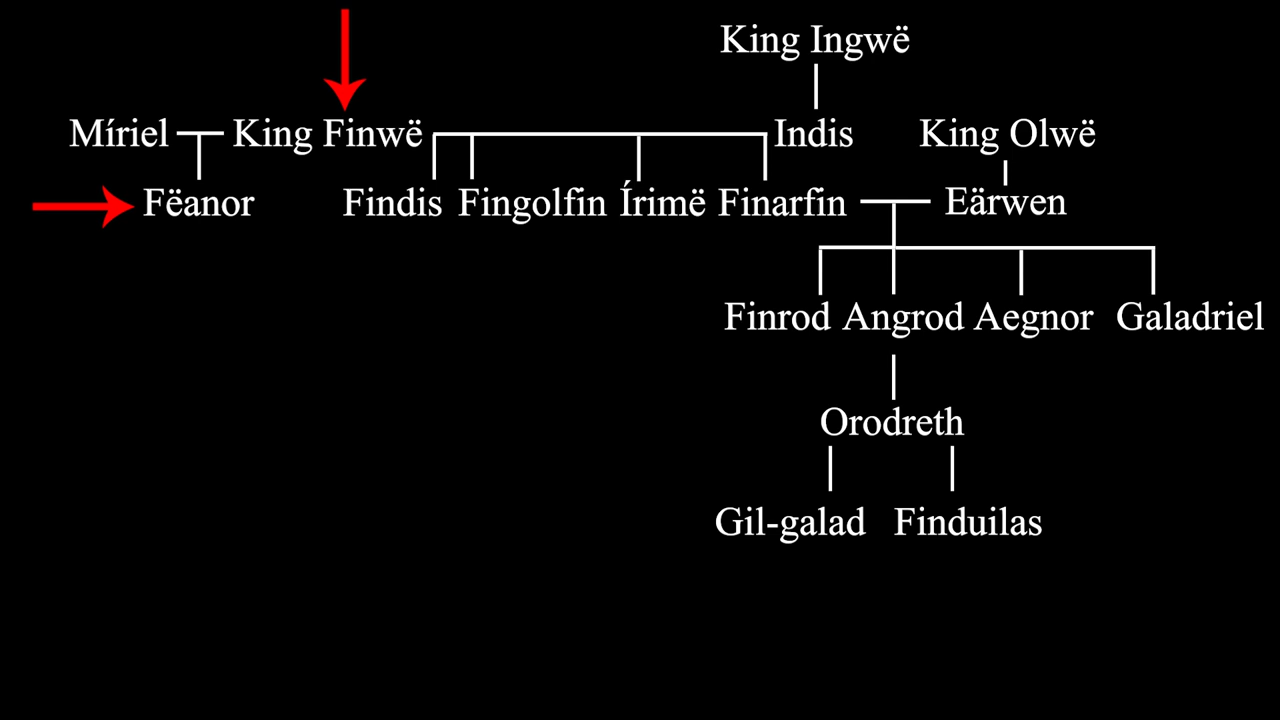 King Ingwë
Míriel King Finwë Indis King Olwë
Fëanor Findis Fingolfin Írimë Finarfin Eärwen
Finrod Angrod Aegnor Galadriel
Orodreth
Gil-galad Finduilas